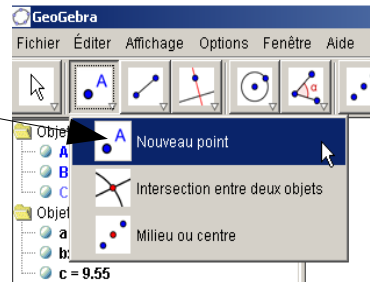 GeoGebra
Fichier Éditer Affichage Options Fenêtre Aide
A
α
Obje
A
Nouveau point
A
B
Intersection entre deux objets
C
Obje
a
Milieu ou centre
b:
c = 9.55